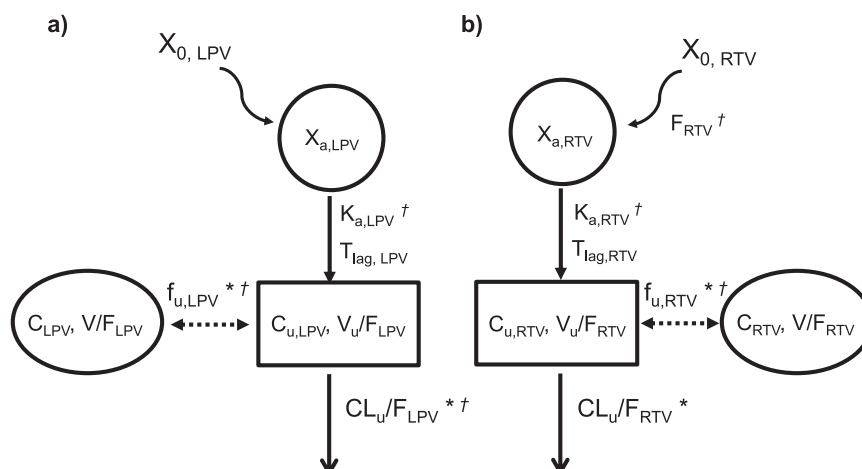 a)
X0, LPV
Xa,LPV
Ka,LPV †
Tlag, LPV
fu,LPV * †
CLPV, V/FLPV
Cu,LPV, Vu/FLPV
CLu/FLPV * †
b)
X0, RTV
FRTV †
Xa,RTV
Ka,RTV †
Tlag,RTV
fu,RTV * †
Cu,RTV, Vu/FRTV
CRTV, V/FRTV
CLu/FRTV *